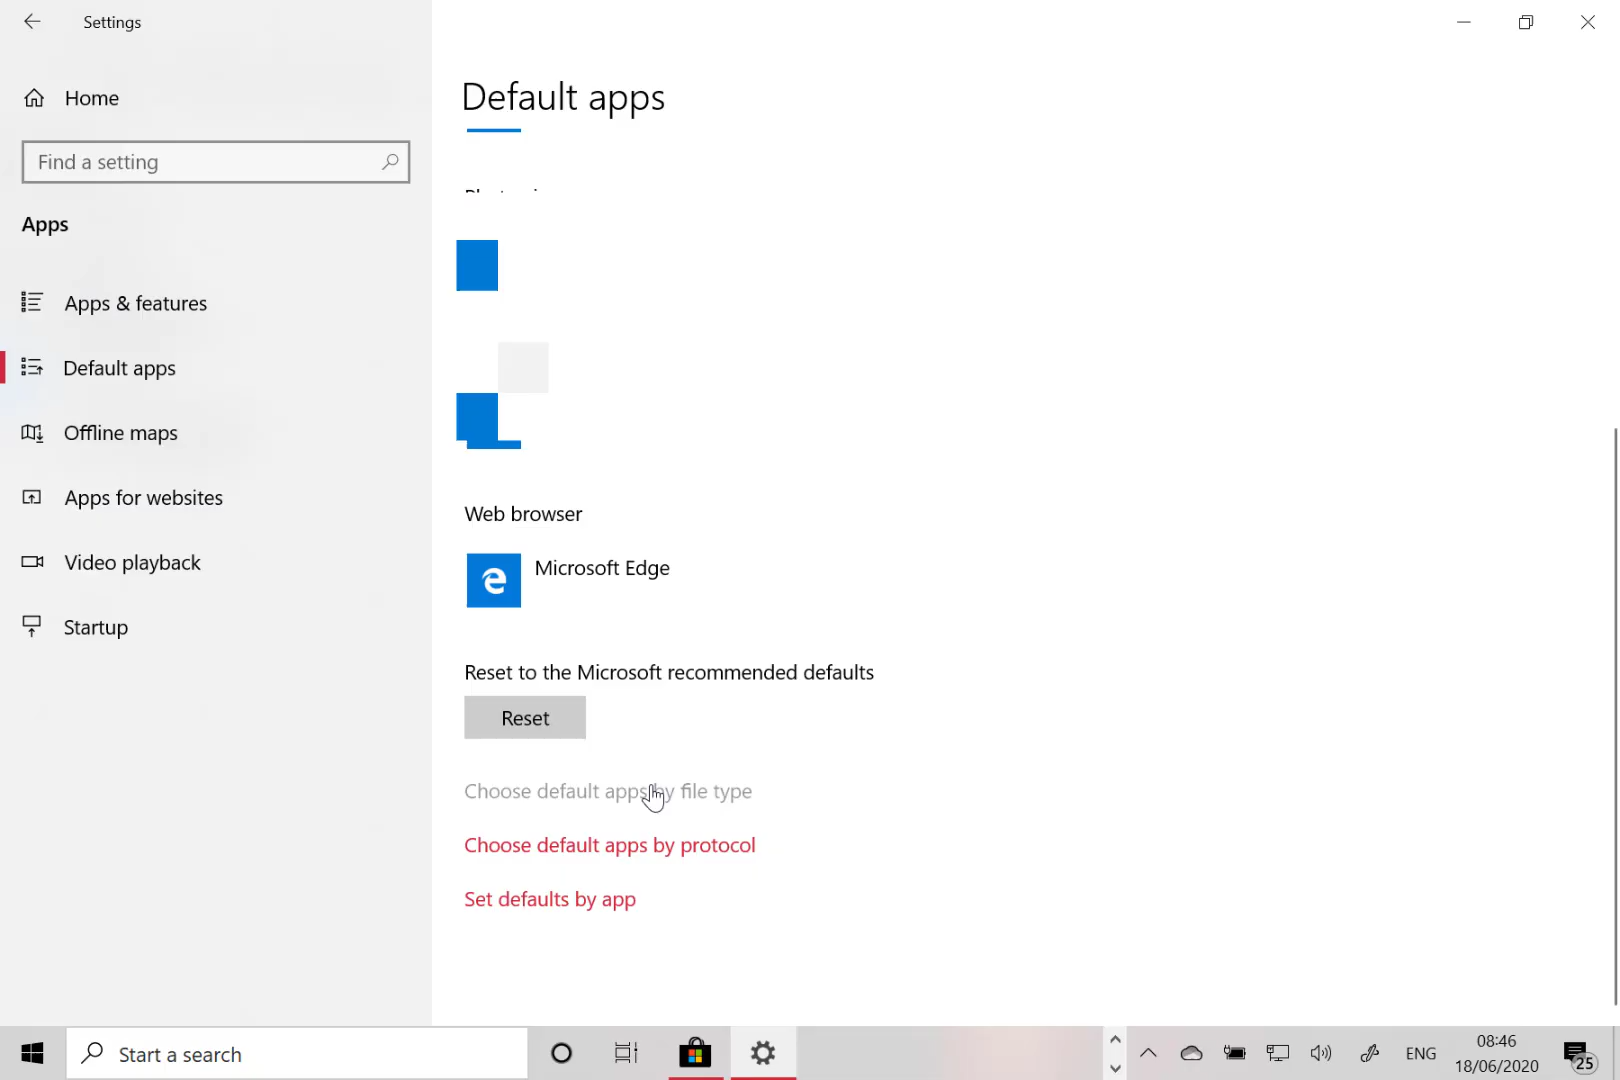 Settings
Home
Default apps
Find a setting
Apps
Apps & features
Default apps
Offline maps
Apps for websites
Video playback
Startup
Web browser
Microsoft Edge
Reset to the Microsoft recommended defaults
Reset
Choose default apps by file type
Choose default apps by protocol
Set defaults by app
Start a search
ENG
08:46
18/06/2020
25